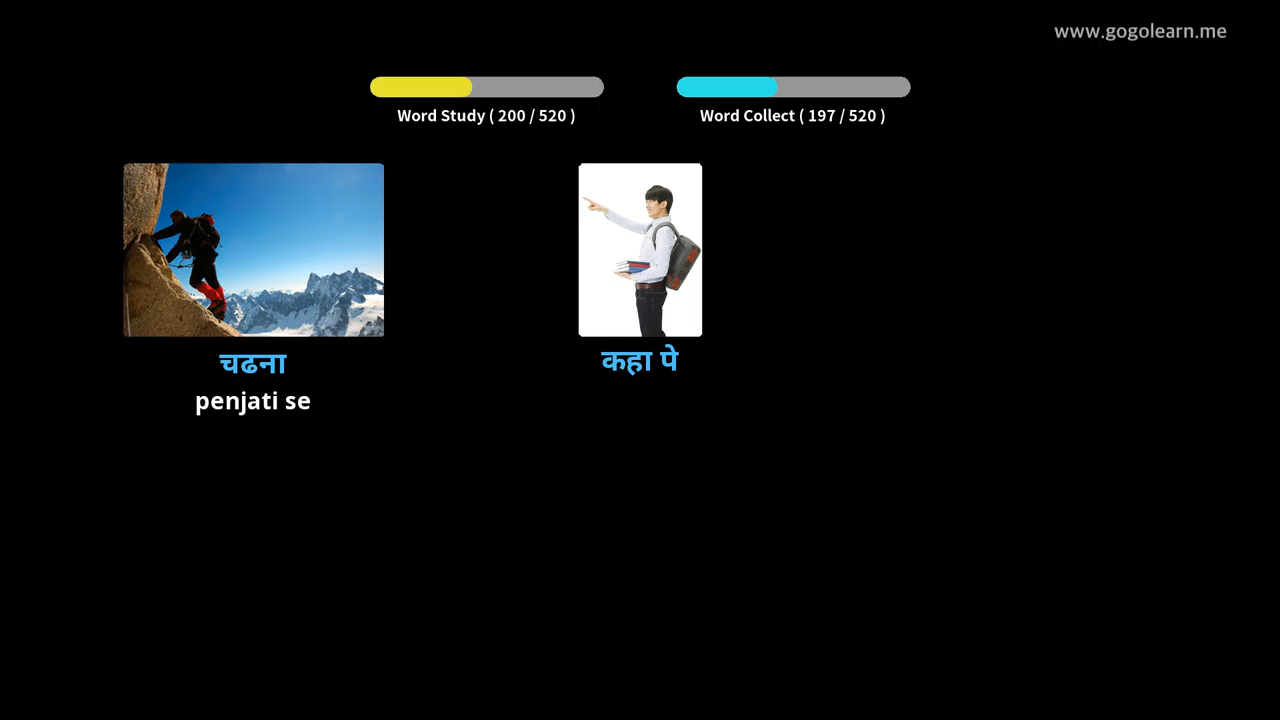 www.gogolearn.me
Word Study ( 200 / 520 )
Word Collect ( 197 / 520 )
चढना
penjati se
कहा पे